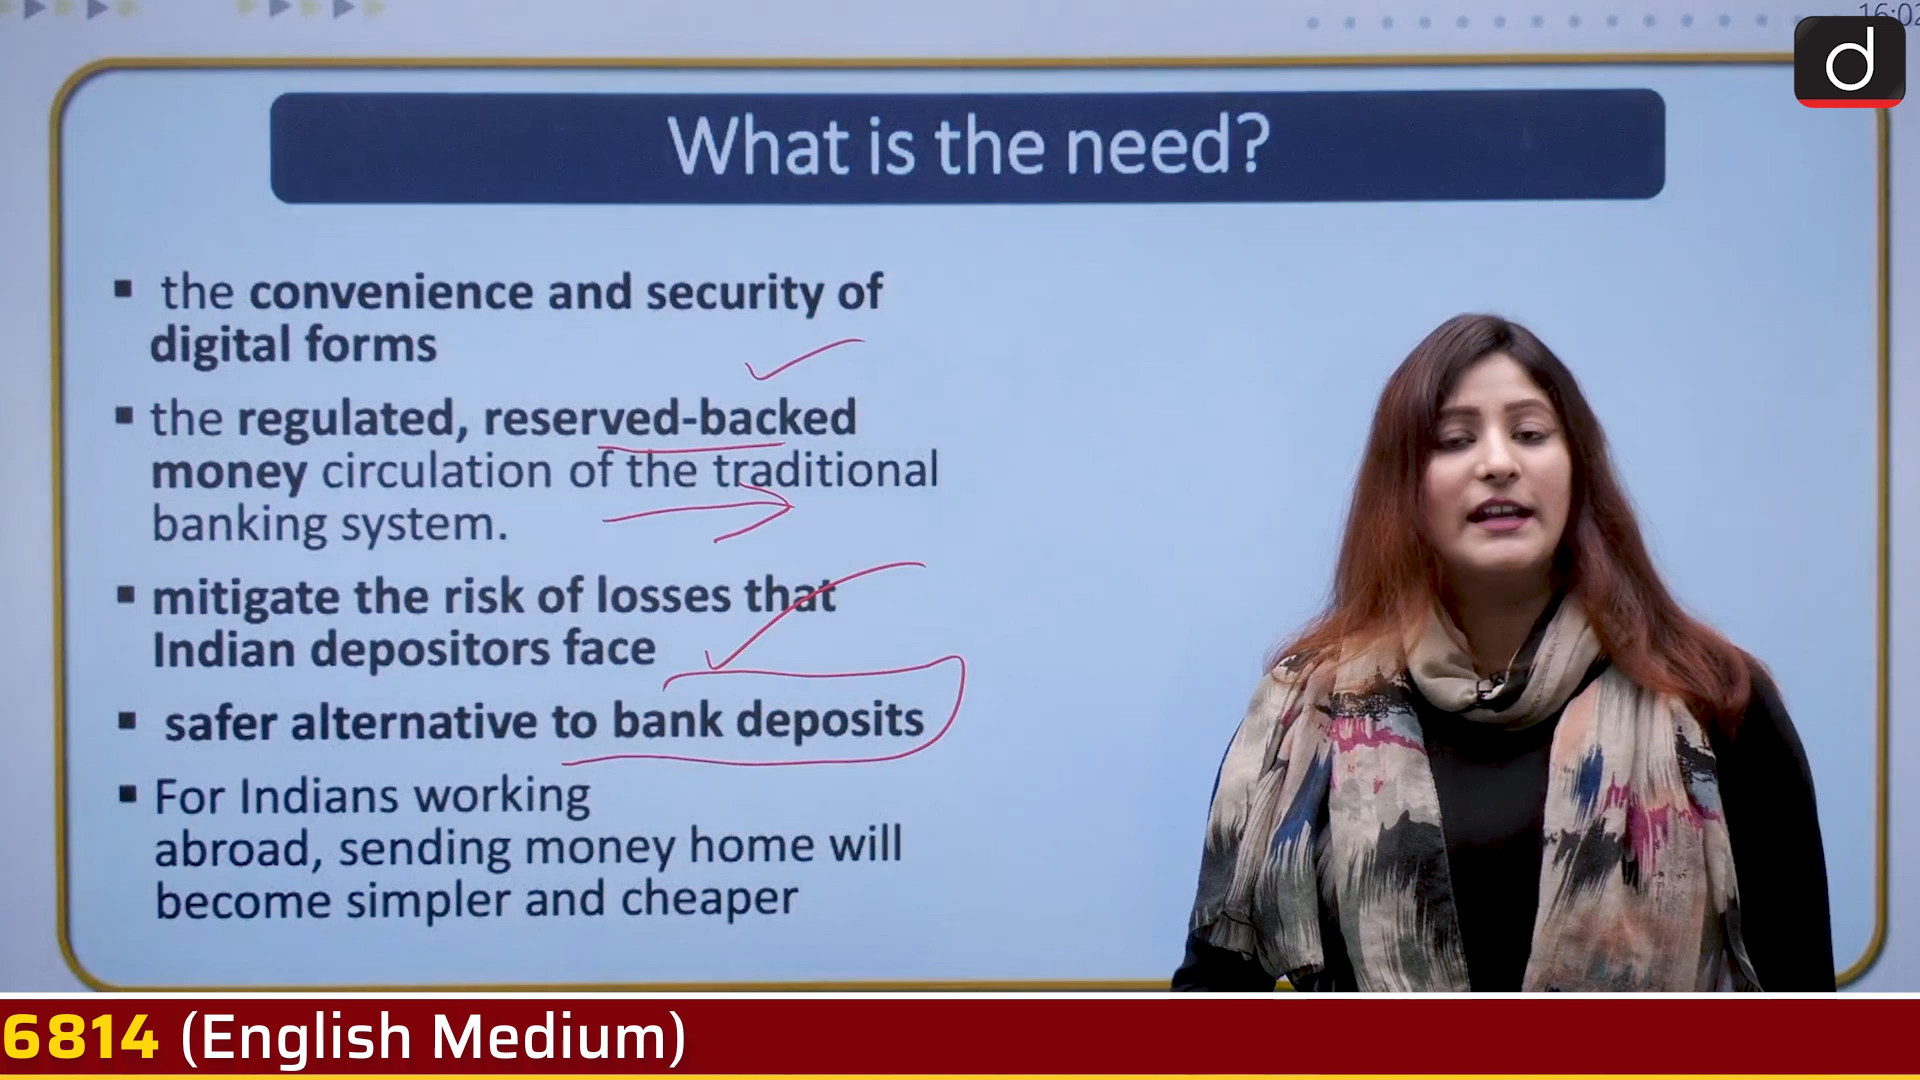 16:02
d
What is the need?
▪ the convenience and security of
digital forms
▪ the regulated, reserved-backed
money circulation of the traditional
banking system.
▪ mitigate the risk of losses that
Indian depositors face
▪ safer alternative to bank deposits
▪ For Indians working
abroad, sending money home will
become simpler and cheaper
6814 (English Medium)